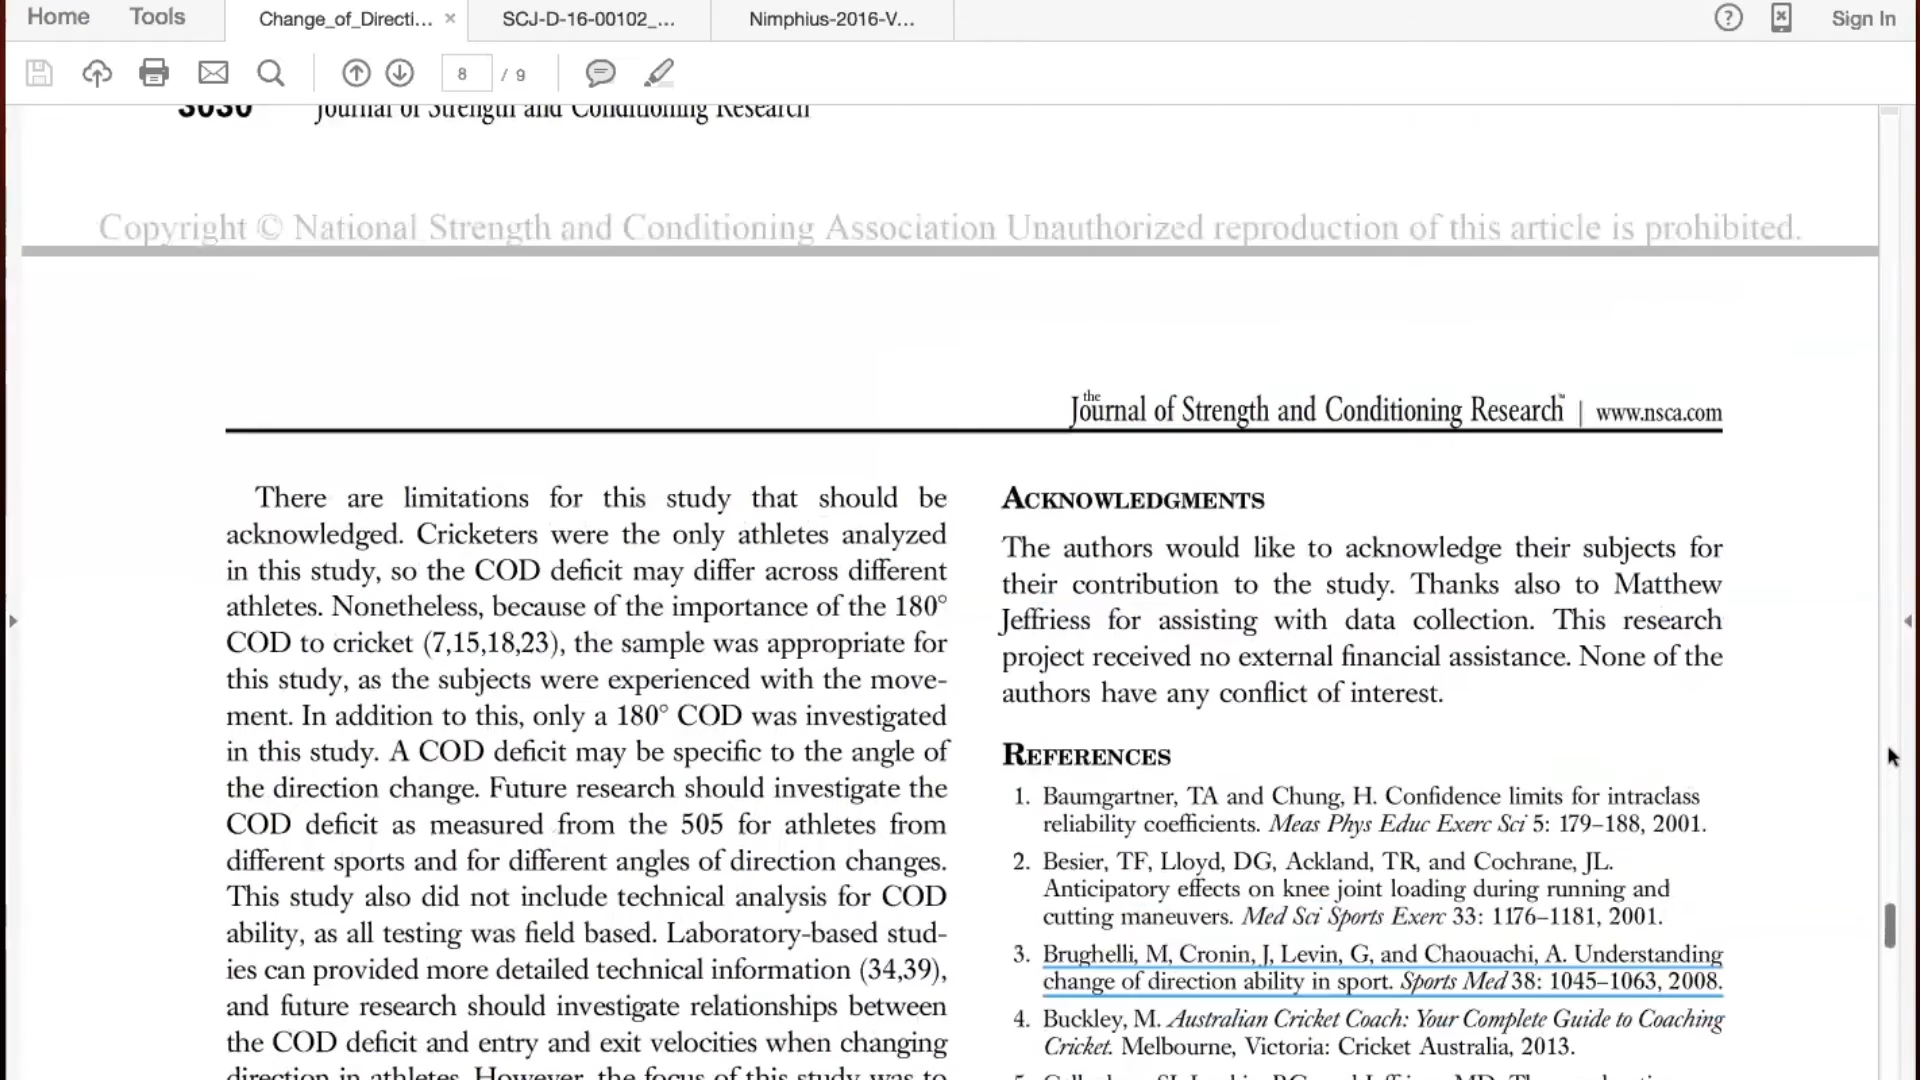 Home Tools Change_of_Directi... × SCJ-D-16-00102_... Nimphius-2016-V... ? Sign In
8 / 9
3030 Journal of Strength and Conditioning Research
Copyright © National Strength and Conditioning Association Unauthorized reproduction of this article is prohibited.
the Journal of Strength and Conditioning Research™ | www.nsca.com
There are limitations for this study that should be
acknowledged. Cricketers were the only athletes analyzed
in this study, so the COD deficit may differ across different
athletes. Nonetheless, because of the importance of the 180°
COD to cricket (7,15,18,23), the sample was appropriate for
this study, as the subjects were experienced with the move-
ment. In addition to this, only a 180° COD was investigated
in this study. A COD deficit may be specific to the angle of
the direction change. Future research should investigate the
COD deficit as measured from the 505 for athletes from
different sports and for different angles of direction changes.
This study also did not include technical analysis for COD
ability, as all testing was field based. Laboratory-based stud-
ies can provided more detailed technical information (34,39),
and future research should investigate relationships between
the COD deficit and entry and exit velocities when changing
direction in athletes. However, the focus of this study was to
ACKNOWLEDGMENTS
The authors would like to acknowledge their subjects for
their contribution to the study. Thanks also to Matthew
Jeffriess for assisting with data collection. This research
project received no external financial assistance. None of the
authors have any conflict of interest.
REFERENCES
1. Baumgartner, TA and Chung, H. Confidence limits for intraclass
reliability coefficients. Meas Phys Educ Exerc Sci 5: 179–188, 2001.
2. Besier, TF, Lloyd, DG, Ackland, TR, and Cochrane, JL.
Anticipatory effects on knee joint loading during running and
cutting maneuvers. Med Sci Sports Exerc 33: 1176–1181, 2001.
3. Brughelli, M, Cronin, J, Levin, G, and Chaouachi, A. Understanding
change of direction ability in sport. Sports Med 38: 1045–1063, 2008.
4. Buckley, M. Australian Cricket Coach: Your Complete Guide to Coaching
Cricket. Melbourne, Victoria: Cricket Australia, 2013.